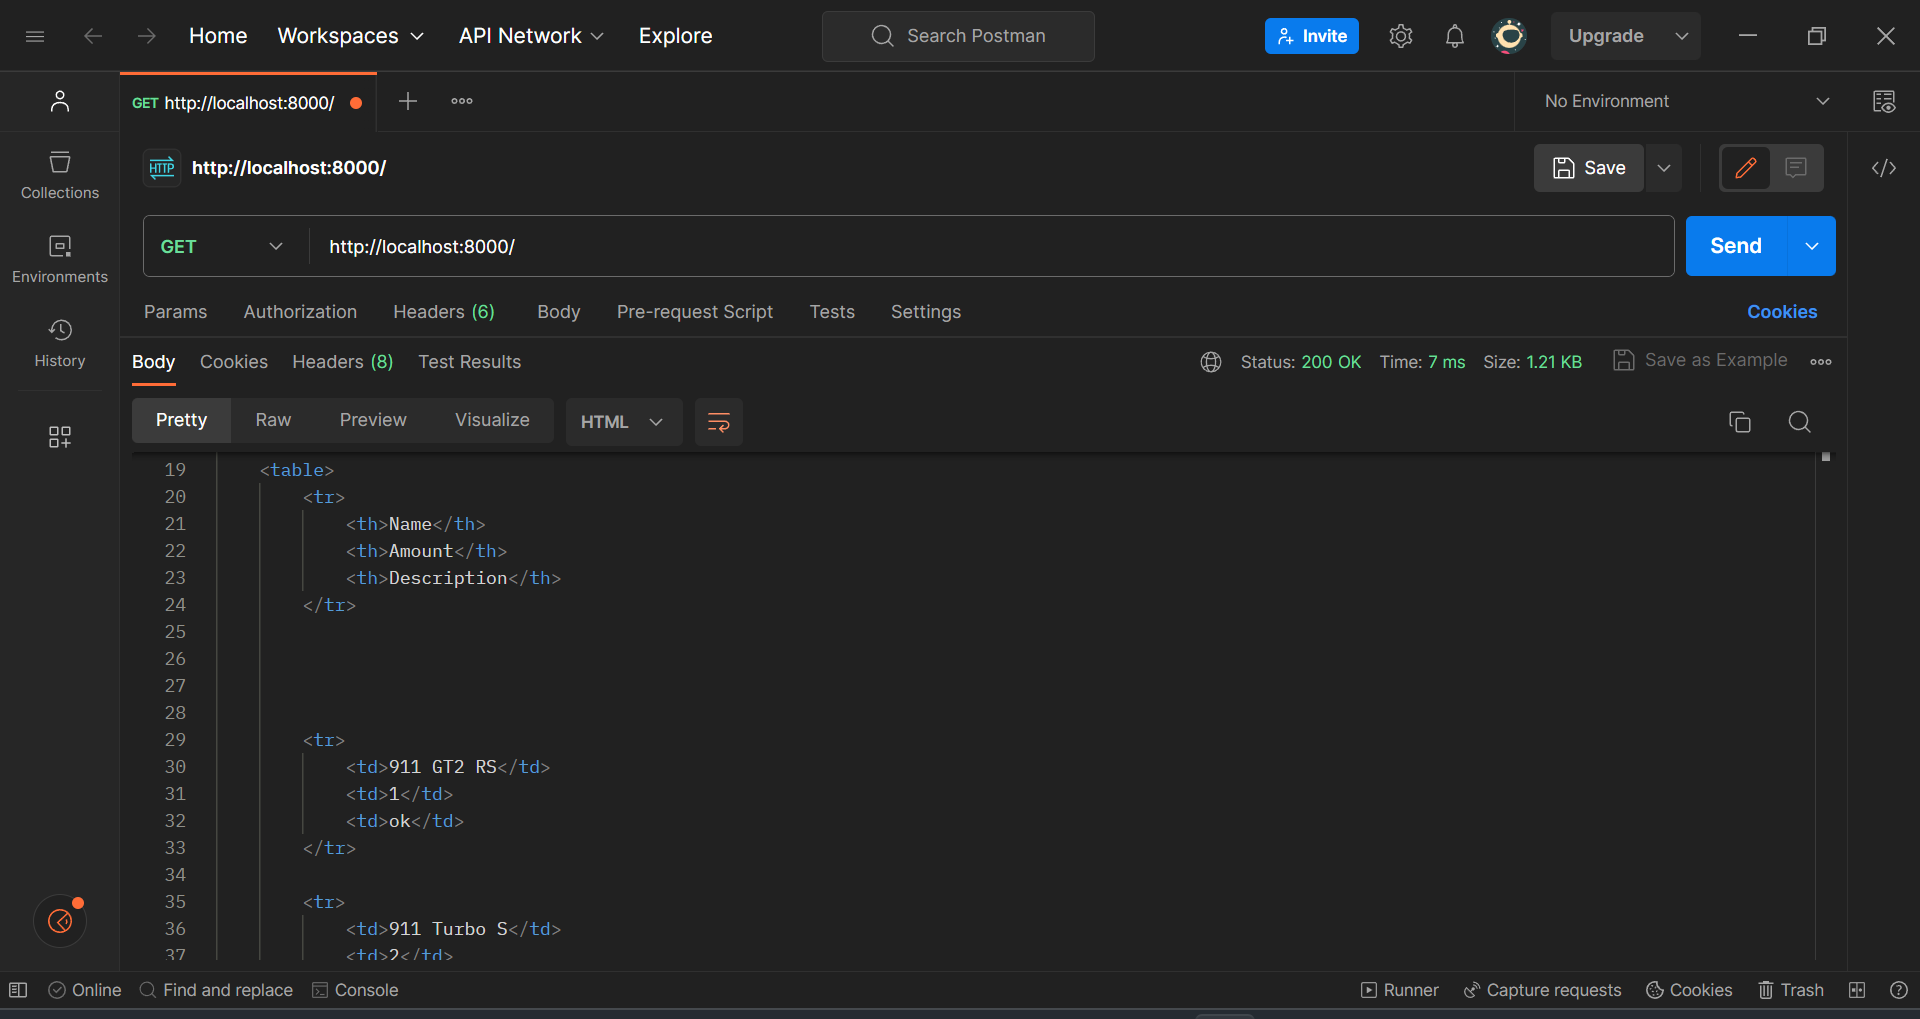 Home Workspaces API Network Explore Search Postman Invite Upgrade
GET http://localhost:8000/ No Environment
HTTP http://localhost:8000/ Save
Collections
GET http://localhost:8000/ Send
Environments
Params Authorization Headers (6) Body Pre-request Script Tests Settings Cookies
History
Body Cookies Headers (8) Test Results Status: 200 OK Time: 7 ms Size: 1.21 KB Save as Example
Pretty Raw Preview Visualize HTML
19 <table>
20 <tr>
21 <th>Name</th>
22 <th>Amount</th>
23 <th>Description</th>
24 </tr>
25
26
27
28
29 <tr>
30 <td>911 GT2 RS</td>
31 <td>1</td>
32 <td>ok</td>
33 </tr>
34
35 <tr>
36 <td>911 Turbo S</td>
37 <td>2</td>
Online Find and replace Console Runner Capture requests Cookies Trash